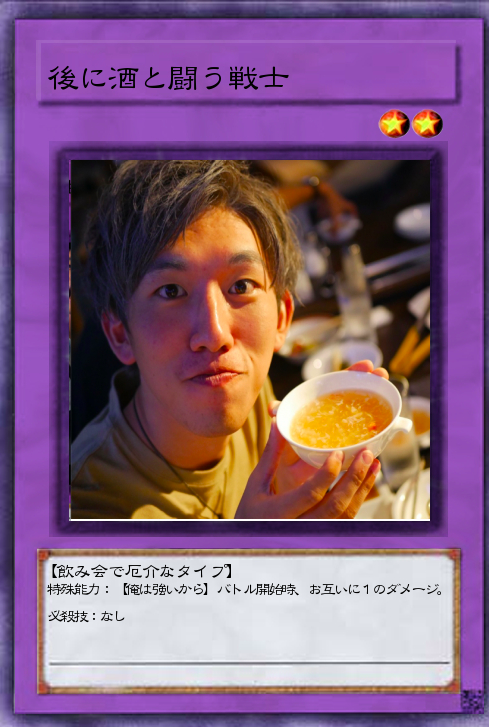 後に酒と闘う戦士
【飲み会で厄介なタイプ】
特殊能力：【俺は強いから】バトル開始時、お互いに１のダメージ。
必殺技：なし